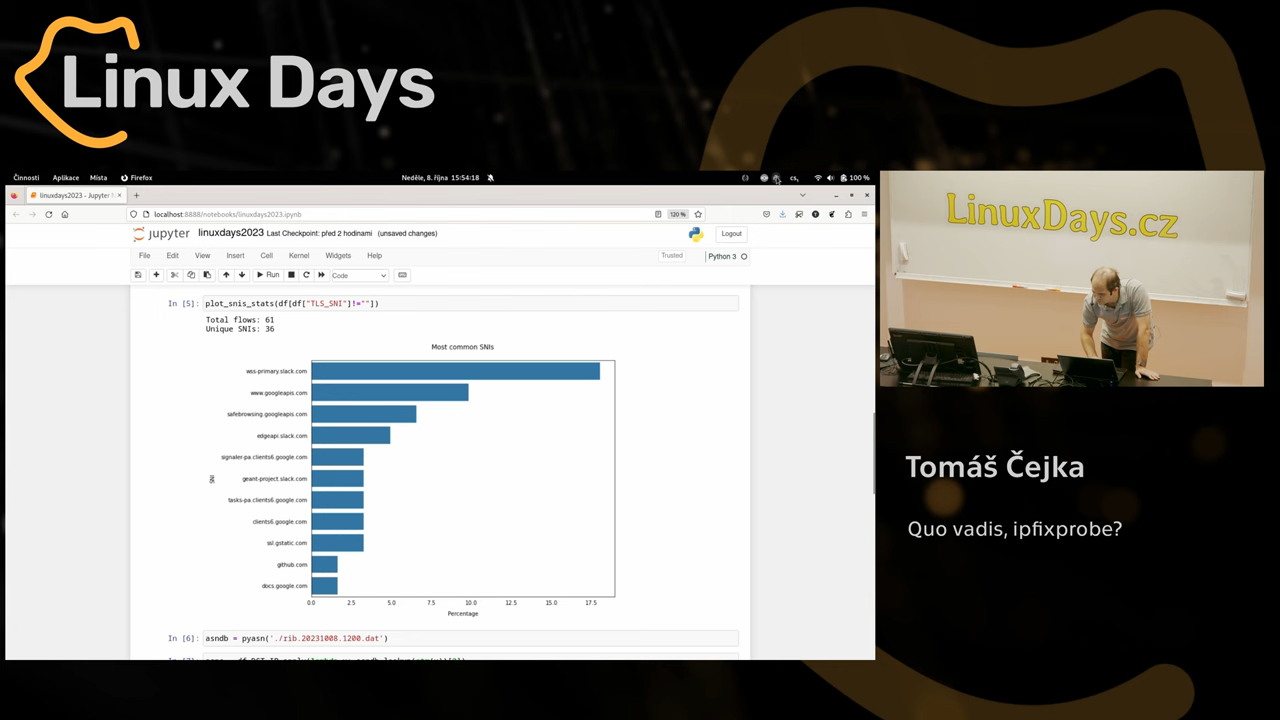 Linux Days
Činnosti Aplikace Místa Firefox Neděle, 8. října 15:54:18 cs, 100 %
linuxdays2023 - Jupyter
localhost:8888/notebooks/linuxdays2023.ipynb 120 %
jupyter linuxdays2023 Last Checkpoint: před 2 hodinami (unsaved changes) Logout
File Edit View Insert Cell Kernel Widgets Help Trusted Python 3
Run Code
In [5]: plot_snis_stats(df[df["TLS_SNI"]!=""])
Total flows: 61
Unique SNIs: 36
Most common SNIs
wss-primary.slack.com
www.googleapis.com
safebrowsing.googleapis.com
edgeapi.slack.com
signaler-pa.clients6.google.com
geant-project.slack.com
tasks-pa.clients6.google.com
clients6.google.com
ssl.gstatic.com
github.com
docs.google.com
SNI
0.0 2.5 5.0 7.5 10.0 12.5 15.0 17.5
Percentage
In [6]: asndb = pyasn('./rib.20231008.1200.dat')
LinuxDays.cz
Tomáš Čejka
Quo vadis, ipfixprobe?